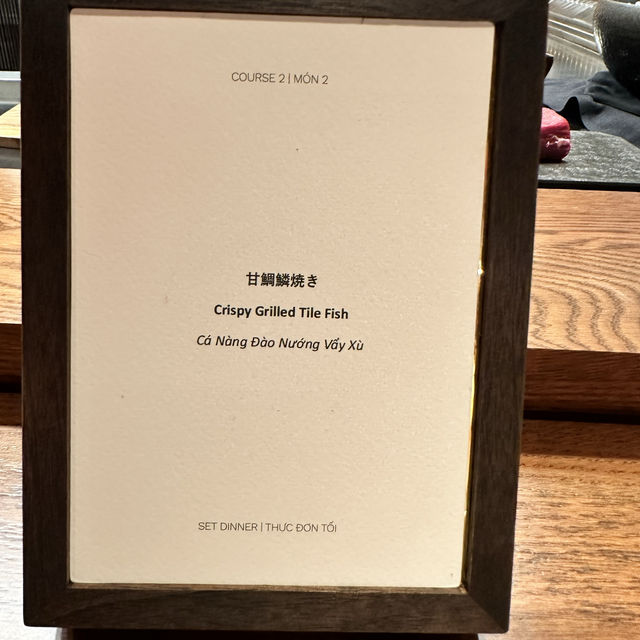 COURSE 2 | MÓN 2
甘鯛鱗焼き
Crispy Grilled Tile Fish
Cá Nàng Đào Nướng Vẩy Xù
SET DINNER | THỰC ĐƠN TỐI